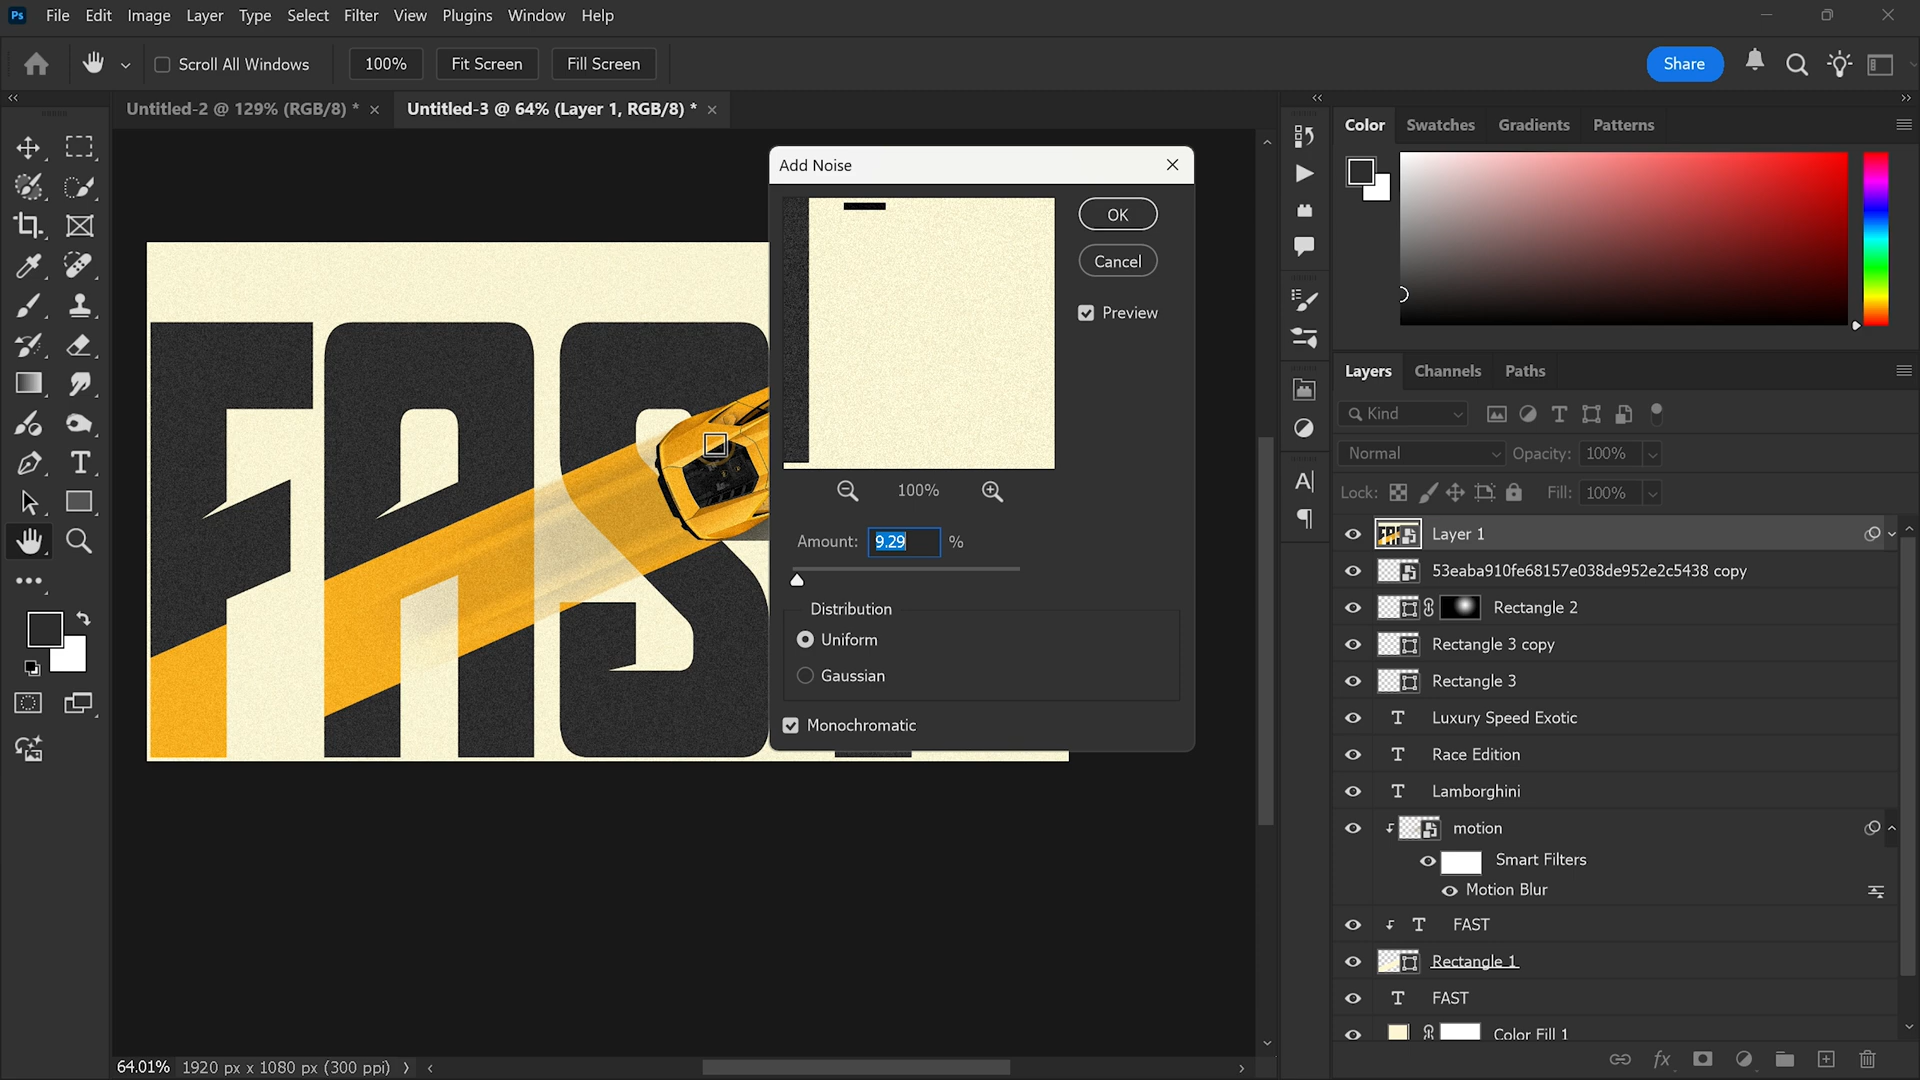 Ps File Edit Image Layer Type Select Filter View Plugins Window Help
Scroll All Windows 100% Fit Screen Fill Screen Share
Untitled-2 @ 129% (RGB/8) * × Untitled-3 @ 64% (Layer 1, RGB/8) * ×
Add Noise
OK
Cancel
Preview
100%
Amount: 9.29 %
Distribution
Uniform
Gaussian
Monochromatic
FAS
Color Swatches Gradients Patterns
Layers Channels Paths
Kind
Normal Opacity: 100%
Lock: Fill: 100%
Layer 1
53eaba910fe68157e038de952e2c5438 copy
Rectangle 2
Rectangle 3 copy
Rectangle 3
Luxury Speed Exotic
Race Edition
Lamborghini
motion
Smart Filters
Motion Blur
FAST
Rectangle 1
FAST
Color Fill 1
64.01% 1920 px x 1080 px (300 ppi)